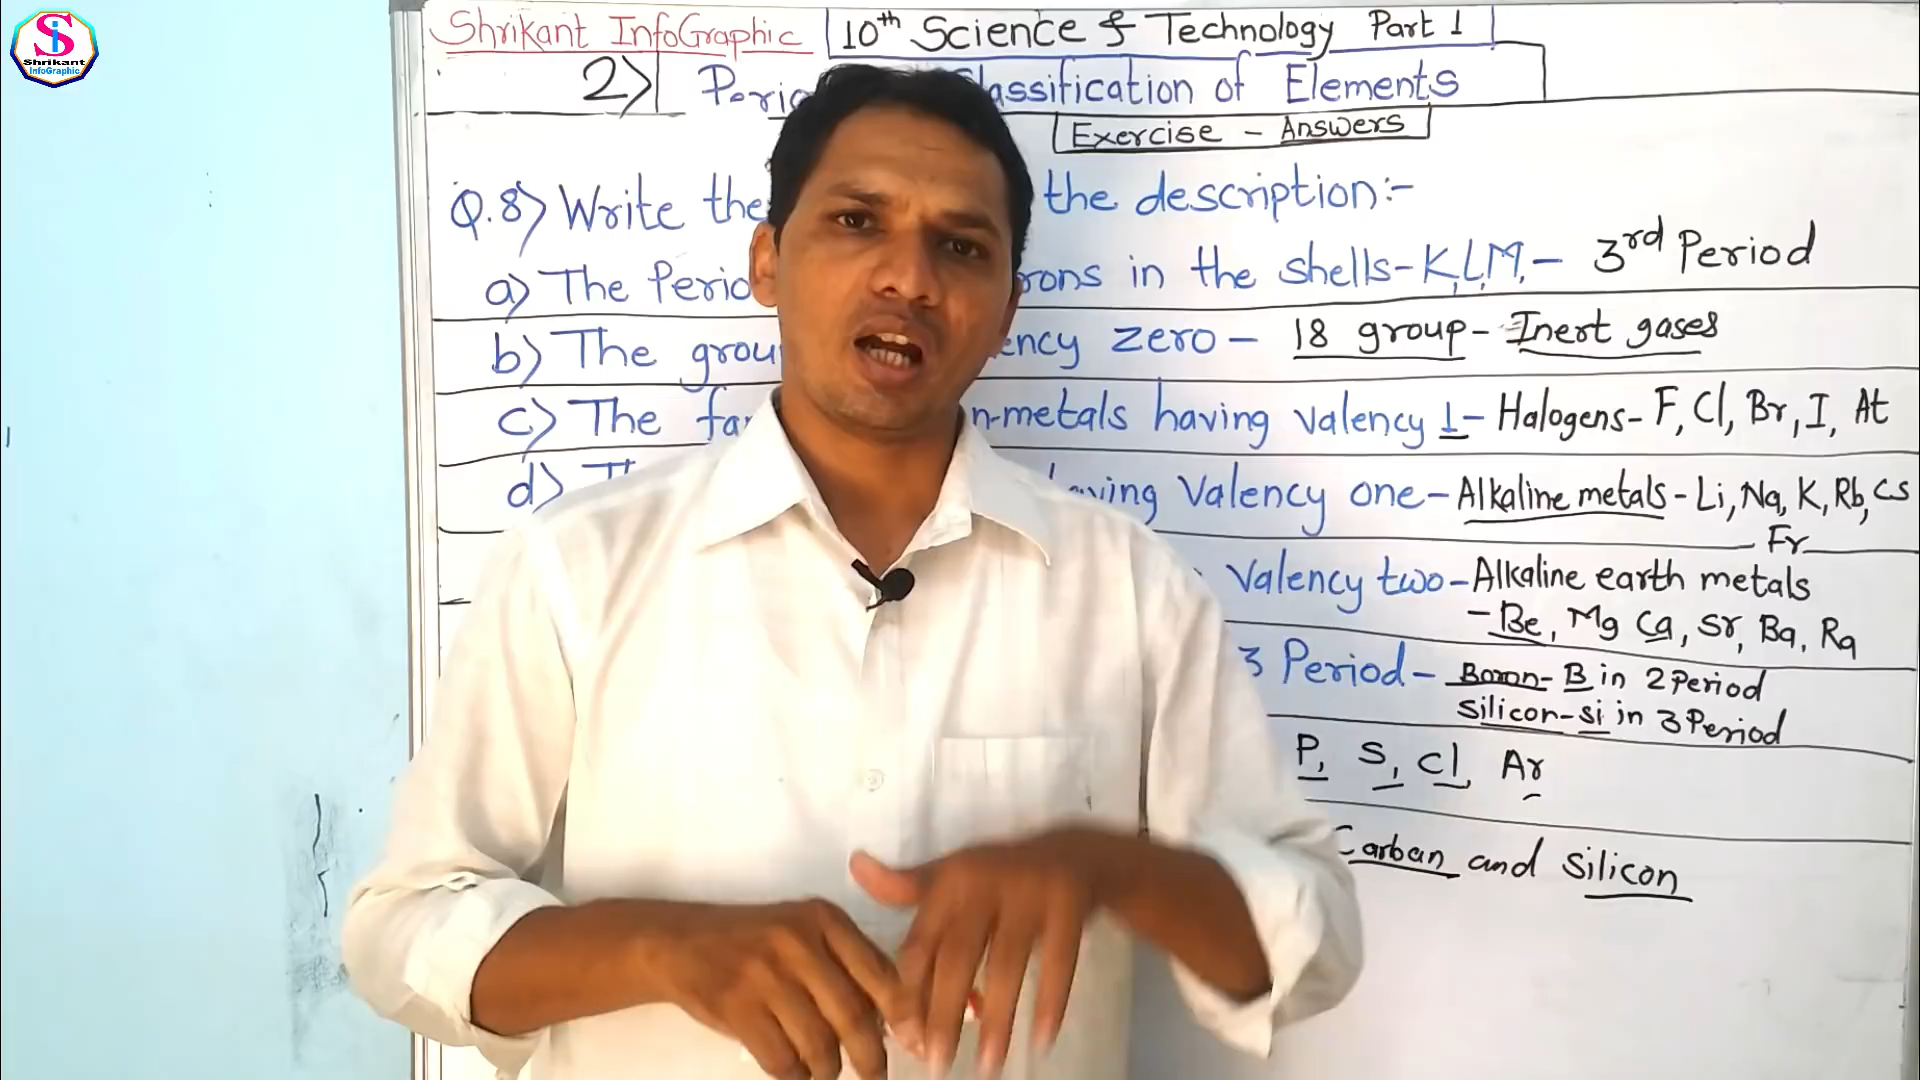 Si
Shrikant
InfoGraphic
Shrikant InfoGraphic 10th Science & Technology Part 1
2) Perio lassification of Elements
Exercise - Answers
Q.8) Write the the description:-
a) The Perio rons in the shells-K,L,M,- 3rd Period
b) The grou ency zero- 18 group- Inert gases
c) The fa n-metals having valency 1- Halogens- F, Cl, Br, I, At
d) aving Valency one- Alkaline metals- Li, Na, K, Rb, Cs
Fr
Valency two- Alkaline earth metals
- Be, Mg Ca, Sr, Ba, Ra
3 Period- Boron- B in 2 Period
Silicon- Si in 3 Period
P, S, Cl, Ar
Carban and Silicon